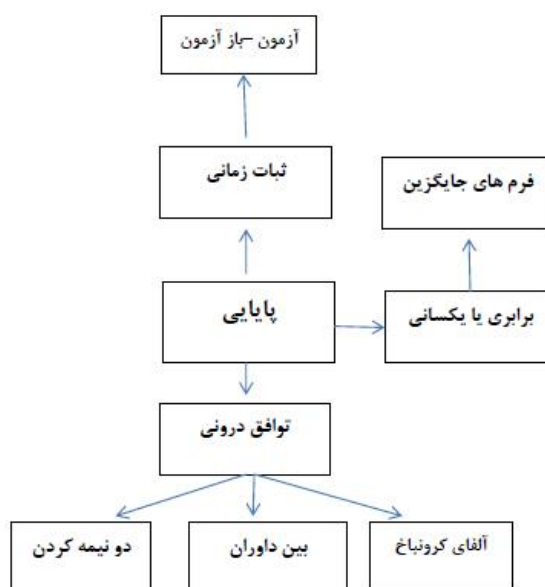 آزمون –باز آزمون
ثبات زمانی
فرم های جایگزین
پایایی
برابری یا یکسانی
توافق درونی
آلفای کرونباخ
بین داوران
دو نیمه کردن